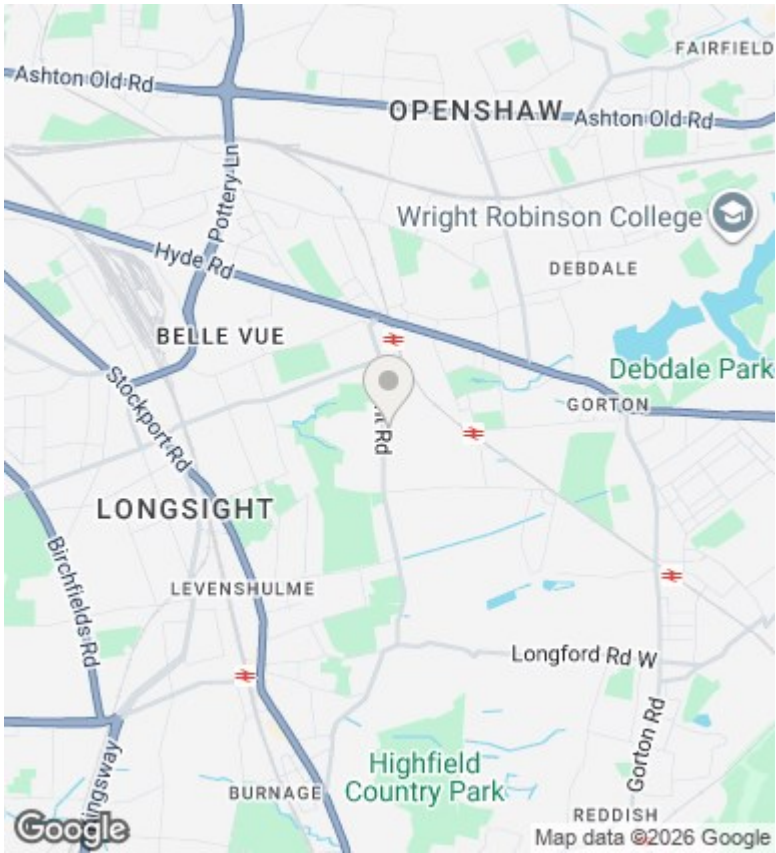 FAIRFIELD
Ashton Old Rd
OPENSHAW
Ashton Old Rd
Pottery Ln
Wright Robinson College
Hyde Rd
DEBDALE
BELLE VUE
Debdale Park
Stockport Rd
GORTON
Rd
LONGSIGHT
Birchfields Rd
LEVENSHULME
Longford Rd W
Gorton Rd
Highfield
Country Park
ingsway
BURNAGE
REDDISH
Google
Map data ©2026 Google